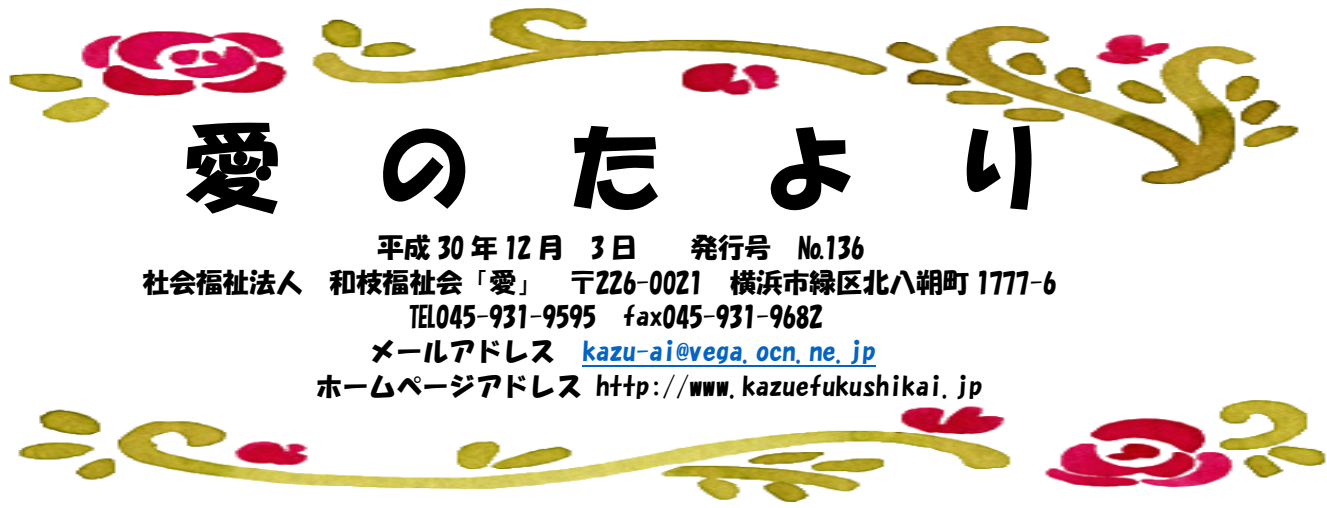 愛のたより
平成30年12月　3日　　発行号　№136
社会福祉法人　和枝福祉会「愛」　〒226-0021　横浜市緑区北八朔町1777-6
℡045-931-9595　fax045-931-9682
メールアドレス　kazu-ai@vega.ocn.ne.jp
ホームページアドレス http://www.kazuefukushikai.jp